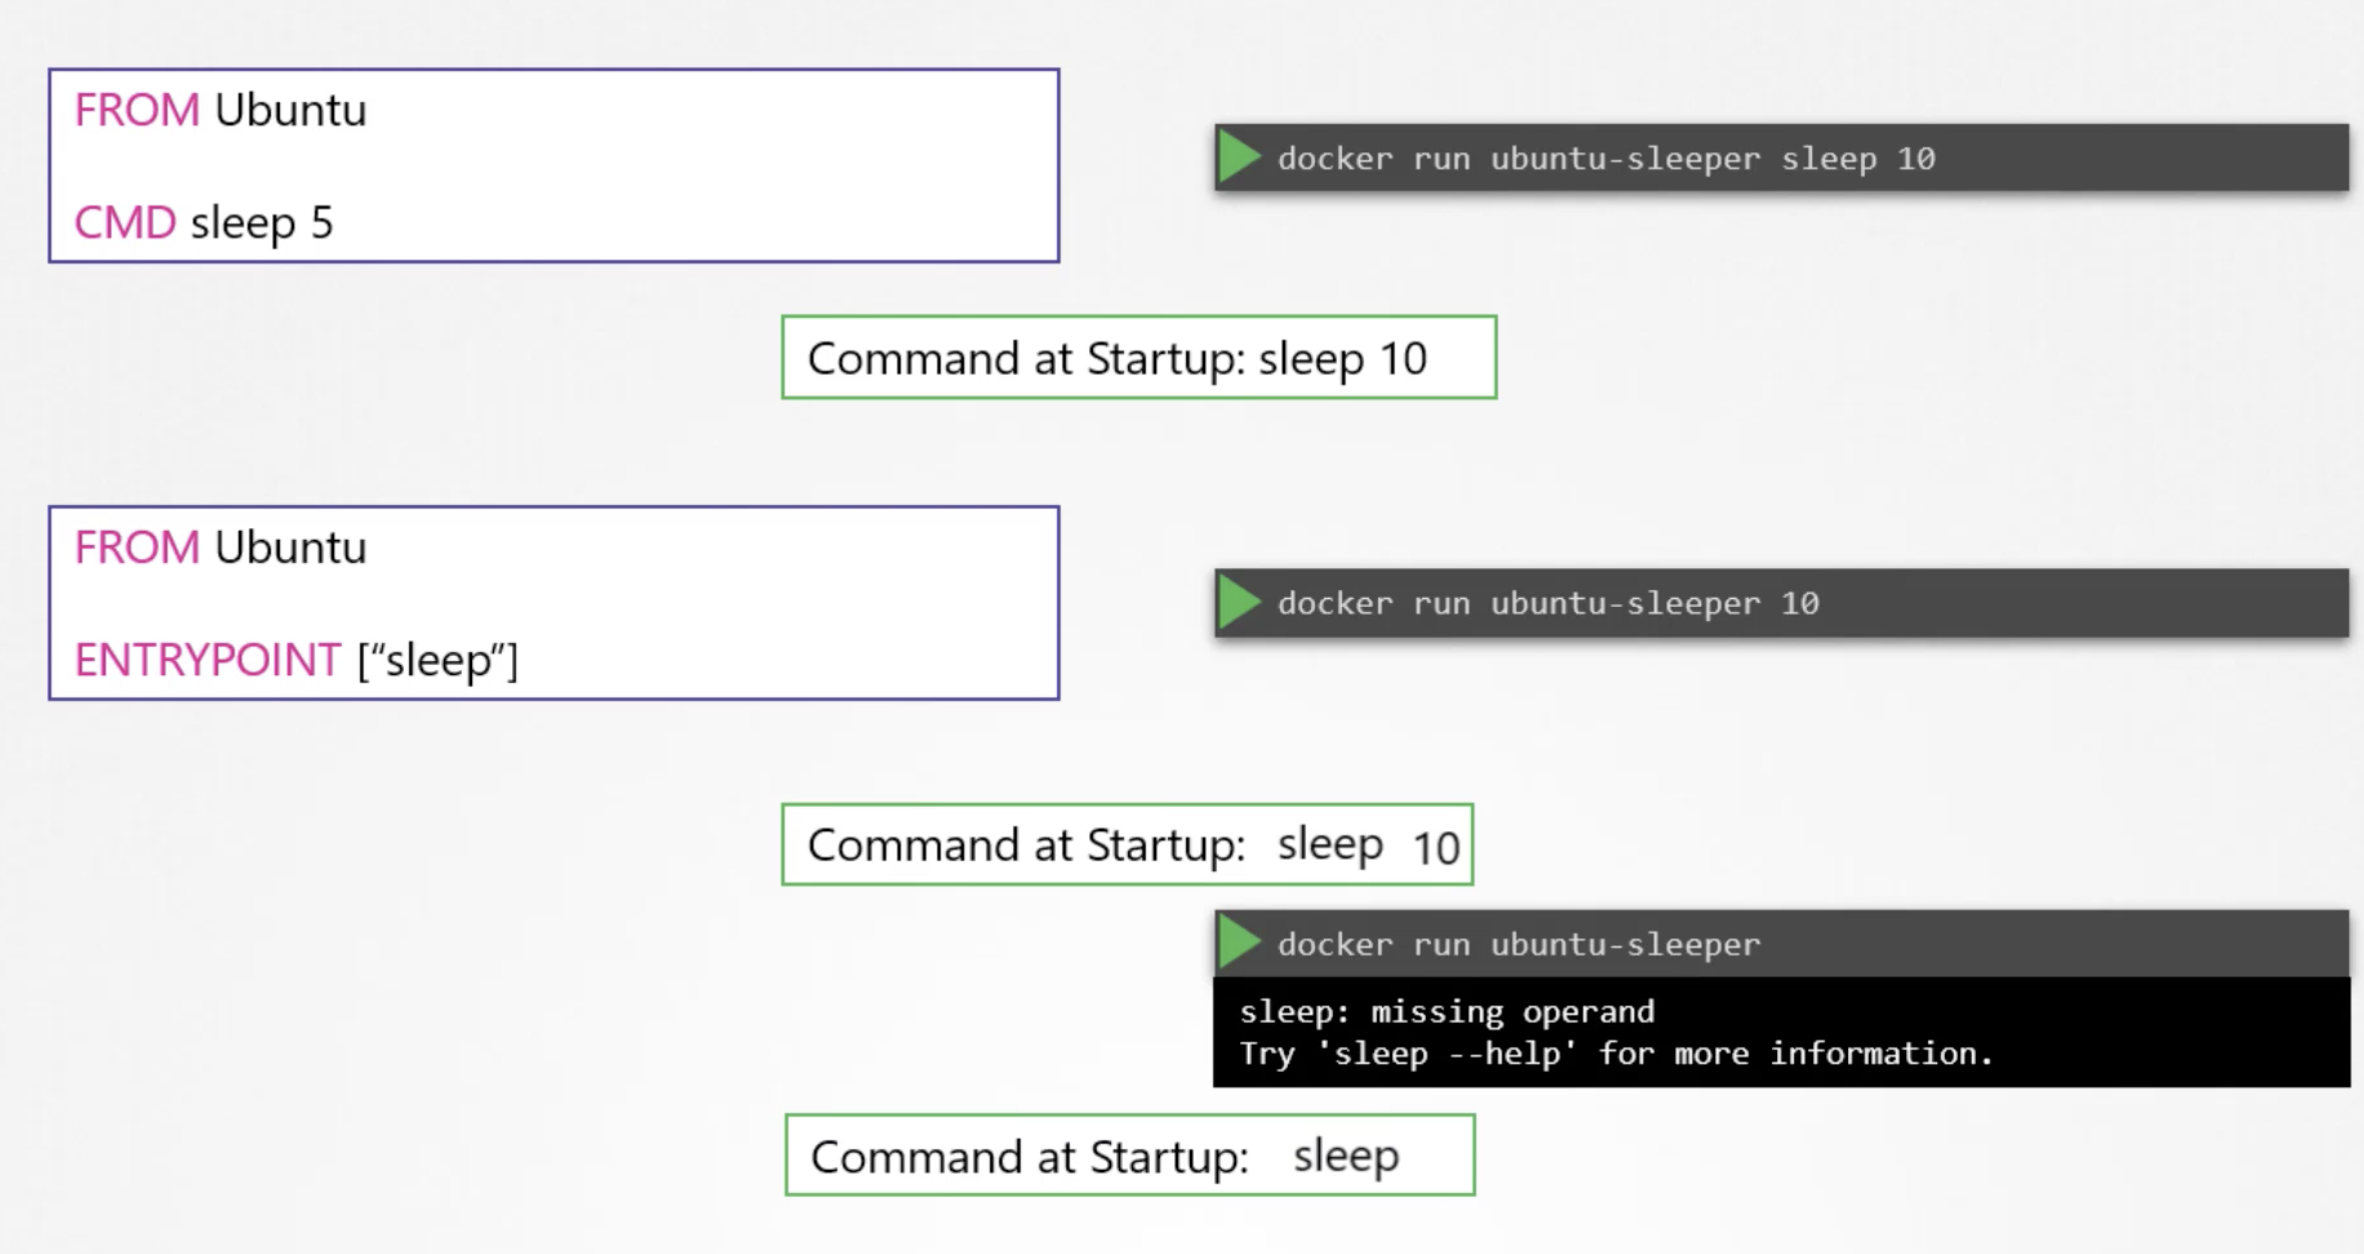 FROM Ubuntu
CMD sleep 5
docker run ubuntu-sleeper sleep 10
Command at Startup: sleep 10
FROM Ubuntu
ENTRYPOINT [“sleep”]
docker run ubuntu-sleeper 10
Command at Startup: sleep 10
docker run ubuntu-sleeper
sleep: missing operand
Try 'sleep --help' for more information.
Command at Startup: sleep